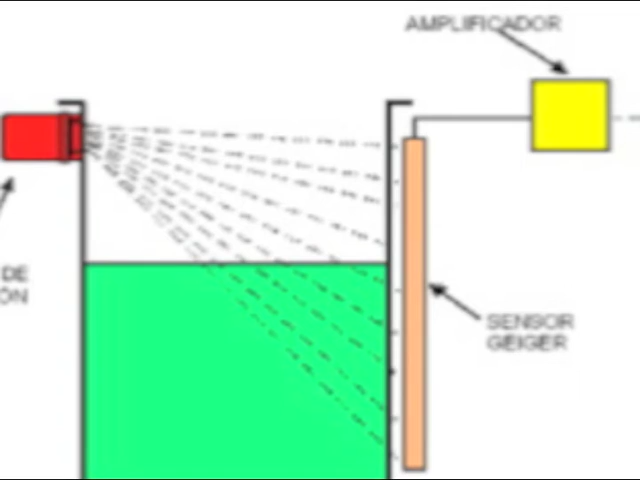 AMPLIFICADOR
DE
ÓN
SENSOR
GEIGER